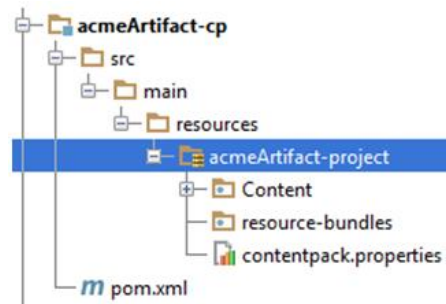 acmeArtifact-cp
src
main
resources
acmeArtifact-project
Content
resource-bundles
contentpack.properties
m pom.xml